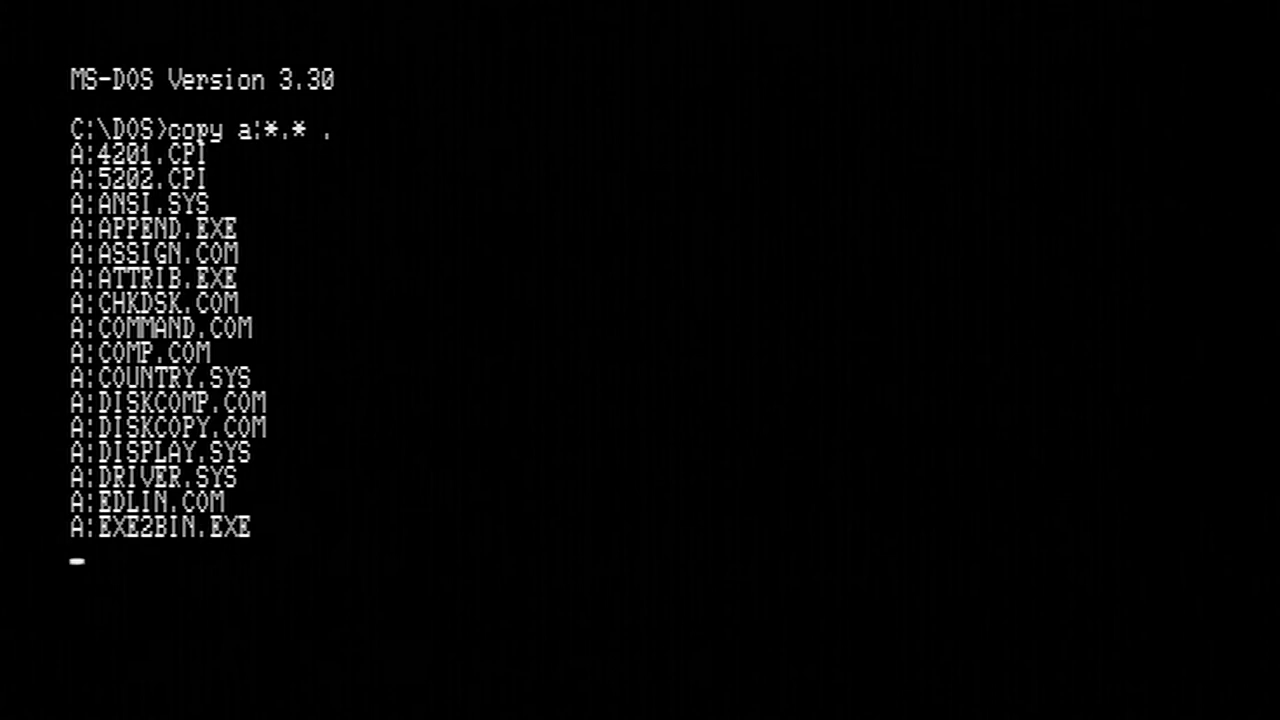 MS-DOS Version 3.30
C:\DOS>copy a:*.* .
A:4201.CPI
A:5202.CPI
A:ANSI.SYS
A:APPEND.EXE
A:ASSIGN.COM
A:ATTRIB.EXE
A:CHKDSK.COM
A:COMMAND.COM
A:COMP.COM
A:COUNTRY.SYS
A:DISKCOMP.COM
A:DISKCOPY.COM
A:DISPLAY.SYS
A:DRIVER.SYS
A:EDLIN.COM
A:EXE2BIN.EXE